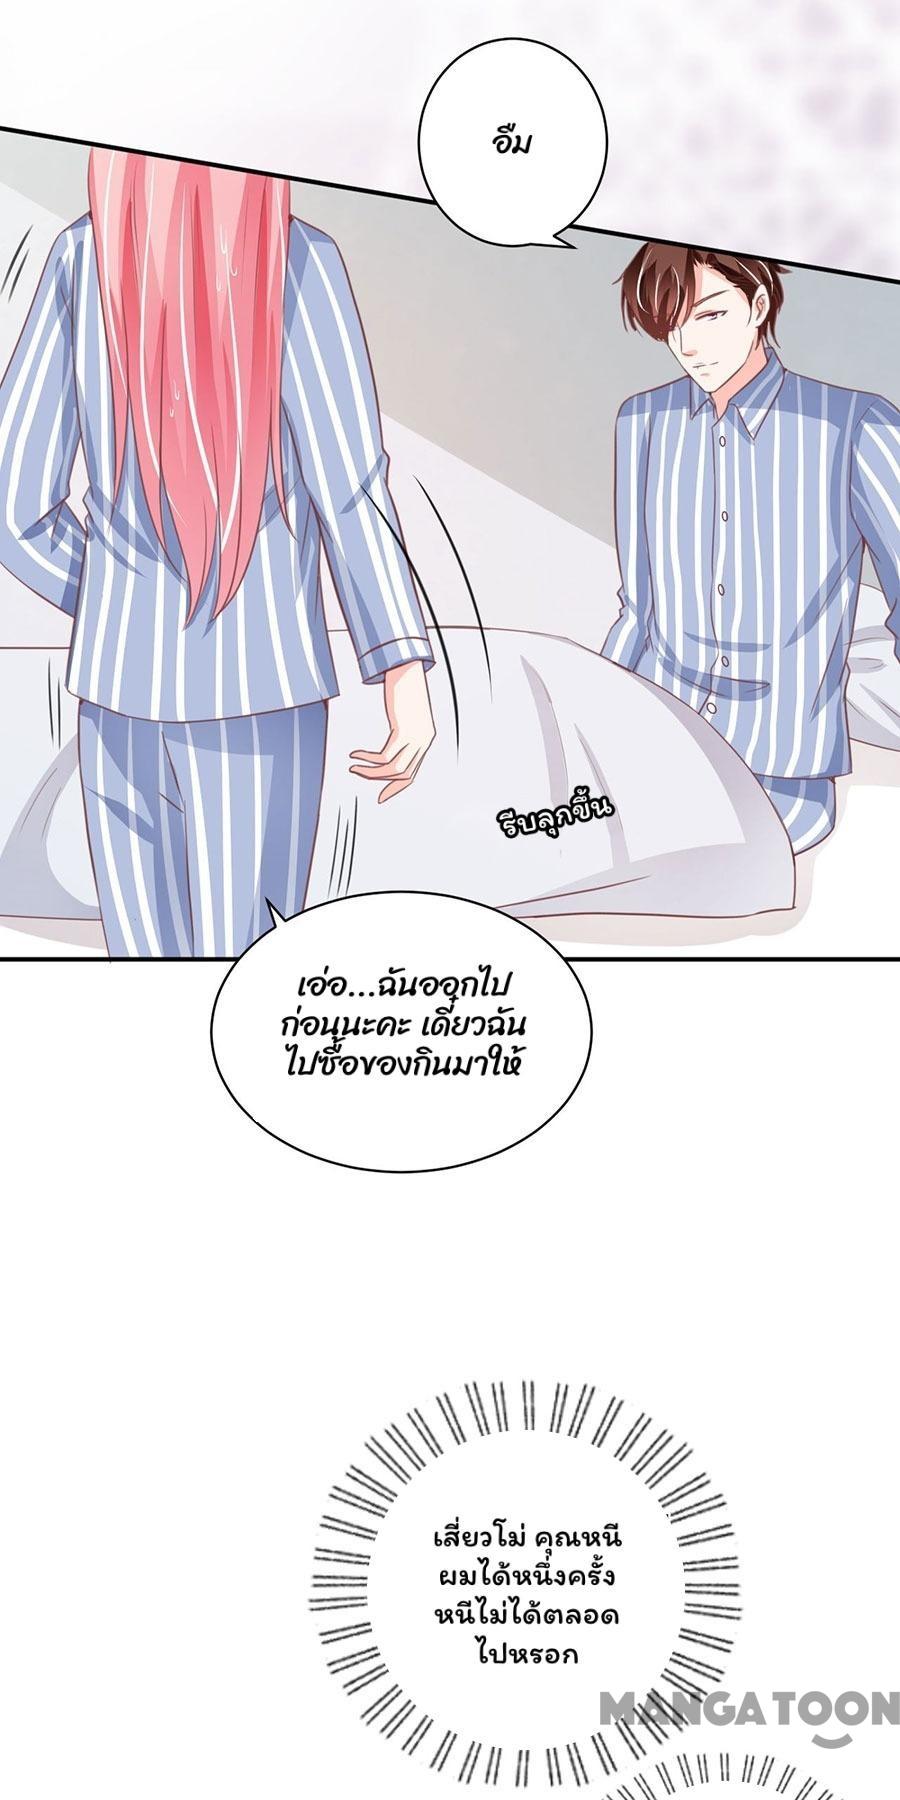 อืม
รีบลุกขึ้น
เอ่อ...ฉันออกไป
ก่อนนะคะ เดี๋ยวฉัน
ไปซื้อของกินมาให้
เสี่ยวโม่ คุณหนี
ผมได้หนึ่งครั้ง
หนีไม่ได้ตลอด
ไปหรอก
MANGATOON